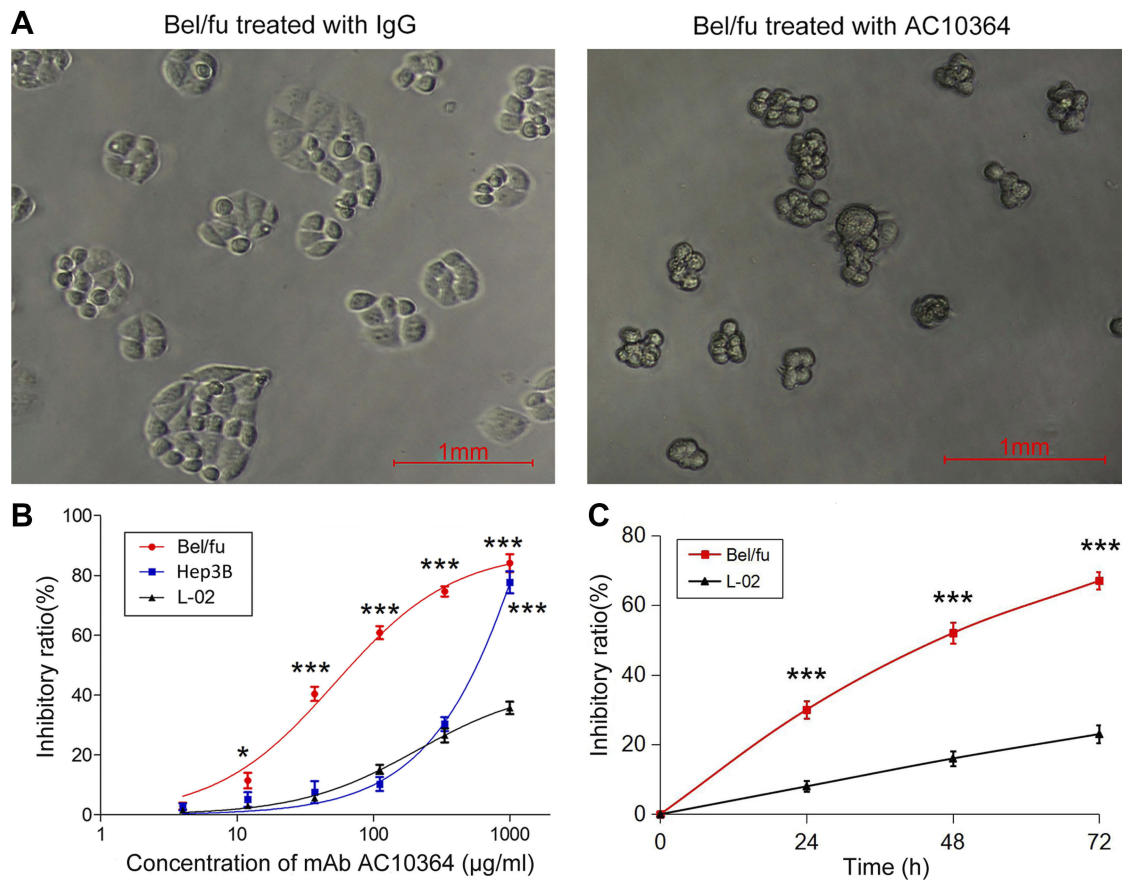 A
Bel/fu treated with IgG
Bel/fu treated with AC10364
1mm
1mm
B
100
80
60
40
20
0
Inhibitory ratio(%)
Bel/fu
Hep3B
L-02
*
***
***
***
***
***
1
10
100
1000
Concentration of mAb AC10364 (µg/ml)
C
80
60
40
20
0
Inhibitory ratio(%)
Bel/fu
L-02
***
***
***
0
24
48
72
Time (h)